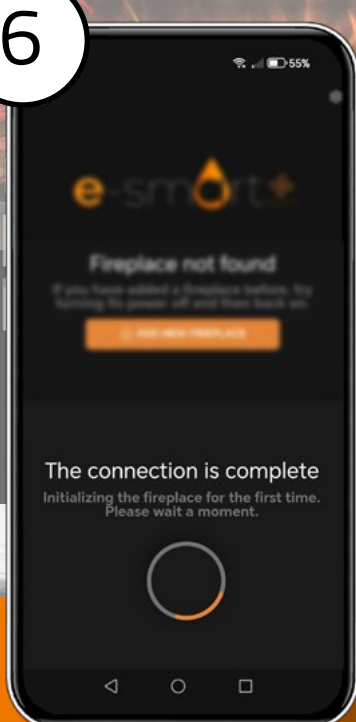 6
55%
e-smart+
Fireplace not found
If you have added a fireplace before, try
turning its power off and then back on.
ADD NEW FIREPLACE
The connection is complete
Initializing the fireplace for the first time.
Please wait a moment.